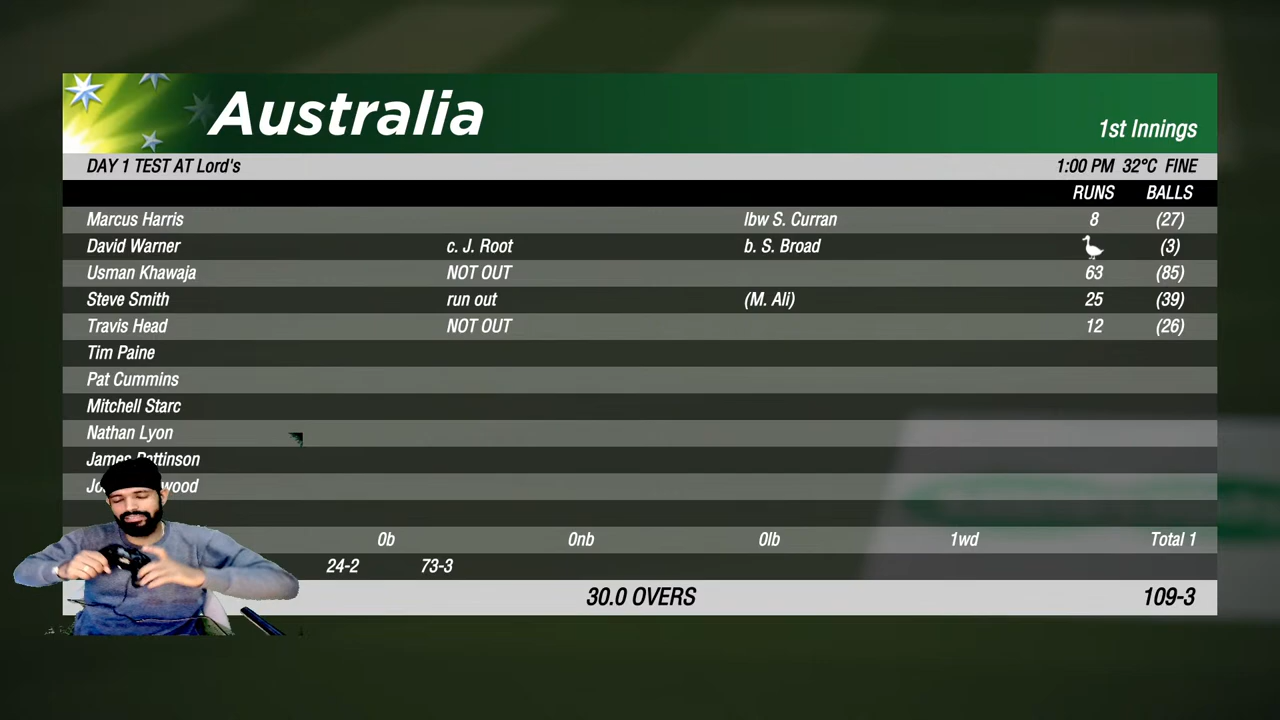 Australia
1st Innings
DAY 1 TEST AT Lord's 1:00 PM 32°C FINE
RUNS BALLS
Marcus Harris lbw S. Curran 8 (27)
David Warner c. J. Root b. S. Broad (3)
Usman Khawaja NOT OUT 63 (85)
Steve Smith run out (M. Ali) 25 (39)
Travis Head NOT OUT 12 (26)
Tim Paine
Pat Cummins
Mitchell Starc
Nathan Lyon
James Pattinson
0b 0nb 0lb 1wd Total 1
24-2 73-3
30.0 OVERS 109-3